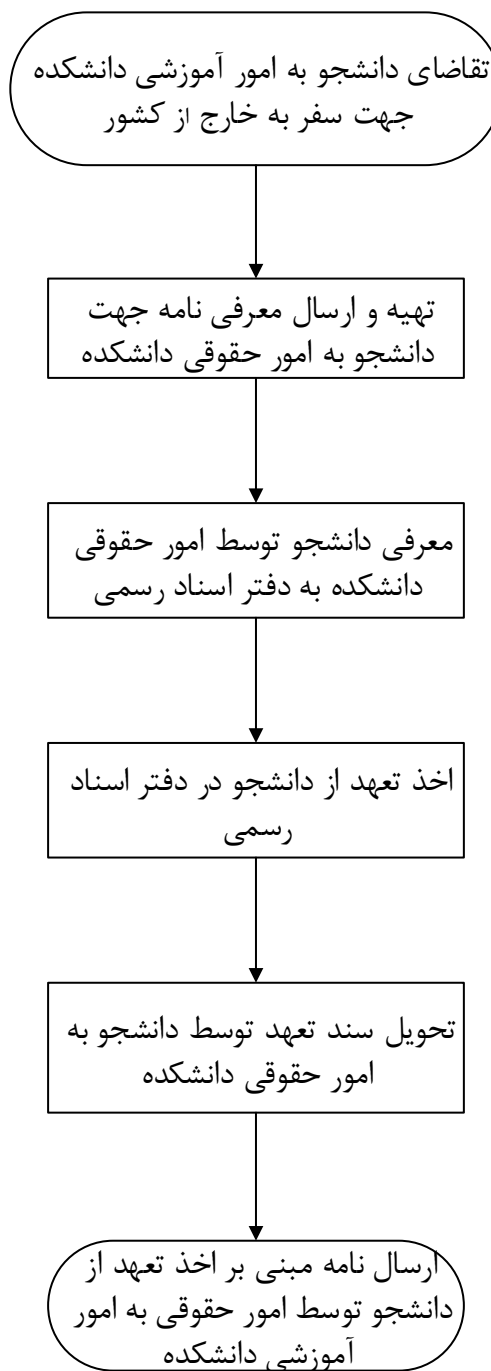 تقاضای دانشجو به امور آموزشی دانشکده
جهت سفر به خارج از کشور
تهیه و ارسال معرفی نامه جهت
دانشجو به امور حقوقی دانشکده
معرفی دانشجو توسط امور حقوقی
دانشکده به دفتر اسناد رسمی
اخذ تعهد از دانشجو در دفتر اسناد
رسمی
تحویل سند تعهد توسط دانشجو به
امور حقوقی دانشکده
ارسال نامه مبنی بر اخذ تعهد از
دانشجو توسط امور حقوقی به امور
آموزشی دانشکده